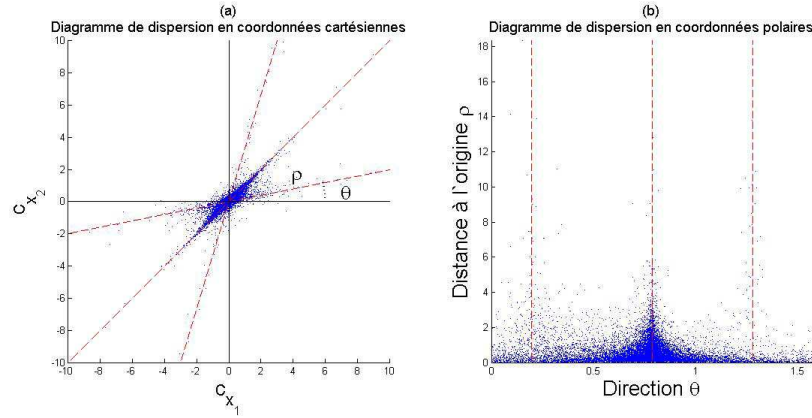 (a)
Diagramme de dispersion en coordonnées cartésiennes
10
8
6
4
2
0
-2
-4
-6
-8
-10
-10 -8 -6 -4 -2 0 2 4 6 8 10
c_x_2
c_x_1
ρ
θ
(b)
Diagramme de dispersion en coordonnées polaires
18
16
14
12
10
8
6
4
2
0
0 0.5 1 1.5
Distance à l`origine ρ
Direction θ